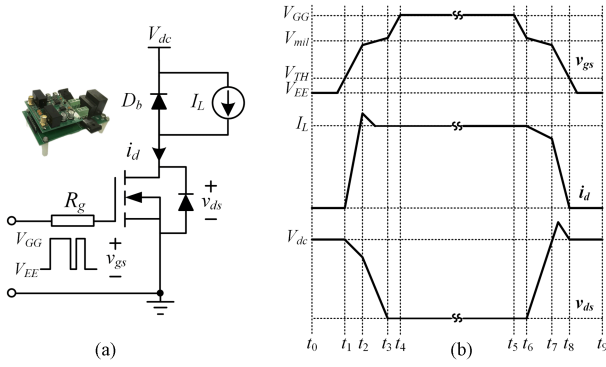 V_dc
D_b
I_L
i_d
R_g
+
v_ds
−
V_GG
V_EE
+
v_gs
−
(a)
V_GG
V_mil
V_TH
V_EE
v_gs
I_L
i_d
V_dc
v_ds
t_0 t_1 t_2 t_3 t_4 t_5 t_6 t_7 t_8 t_9
(b)